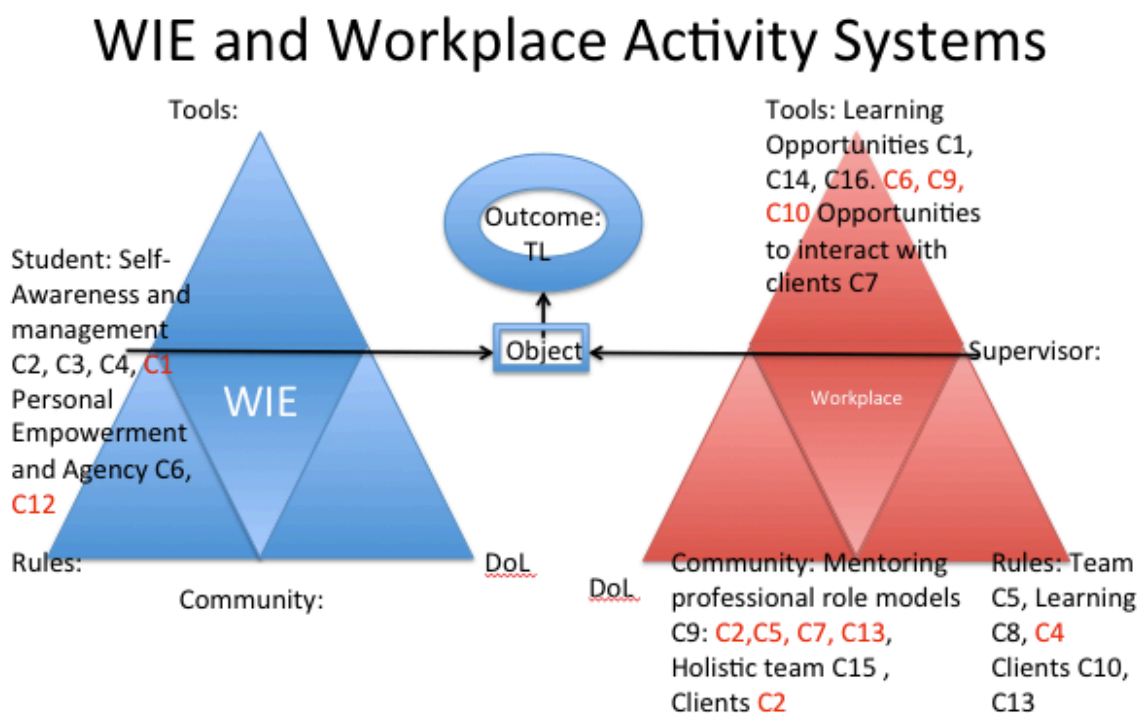 WIE and Workplace Activity Systems
Tools:
Tools: Learning
Opportunities C1,
C14, C16. C6, C9,
C10 Opportunities
to interact with
clients C7
Outcome:
TL
Student: Self-
Awareness and
management
C2, C3, C4, C1
Personal
Empowerment
and Agency C6,
C12
WIE
Object
Workplace
Supervisor:
Rules:
Community:
DoL
DoL
Community: Mentoring
professional role models
C9: C2,C5, C7, C13,
Holistic team C15 ,
Clients C2
Rules: Team
C5, Learning
C8, C4
Clients C10,
C13